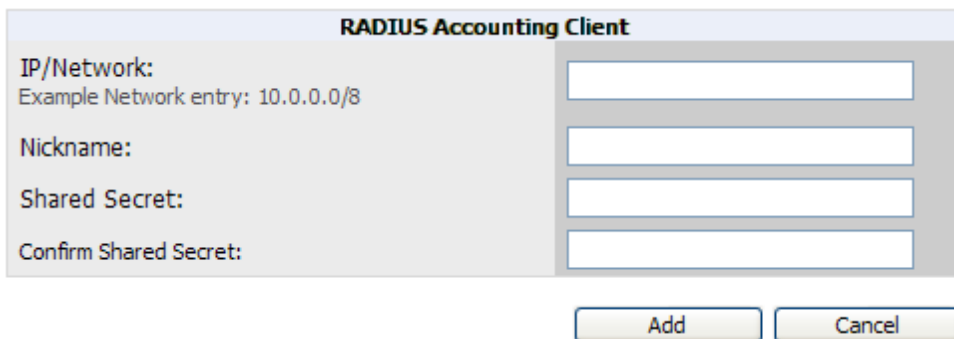 RADIUS Accounting Client
IP/Network:
Example Network entry: 10.0.0.0/8
Nickname:
Shared Secret:
Confirm Shared Secret:
Add Cancel